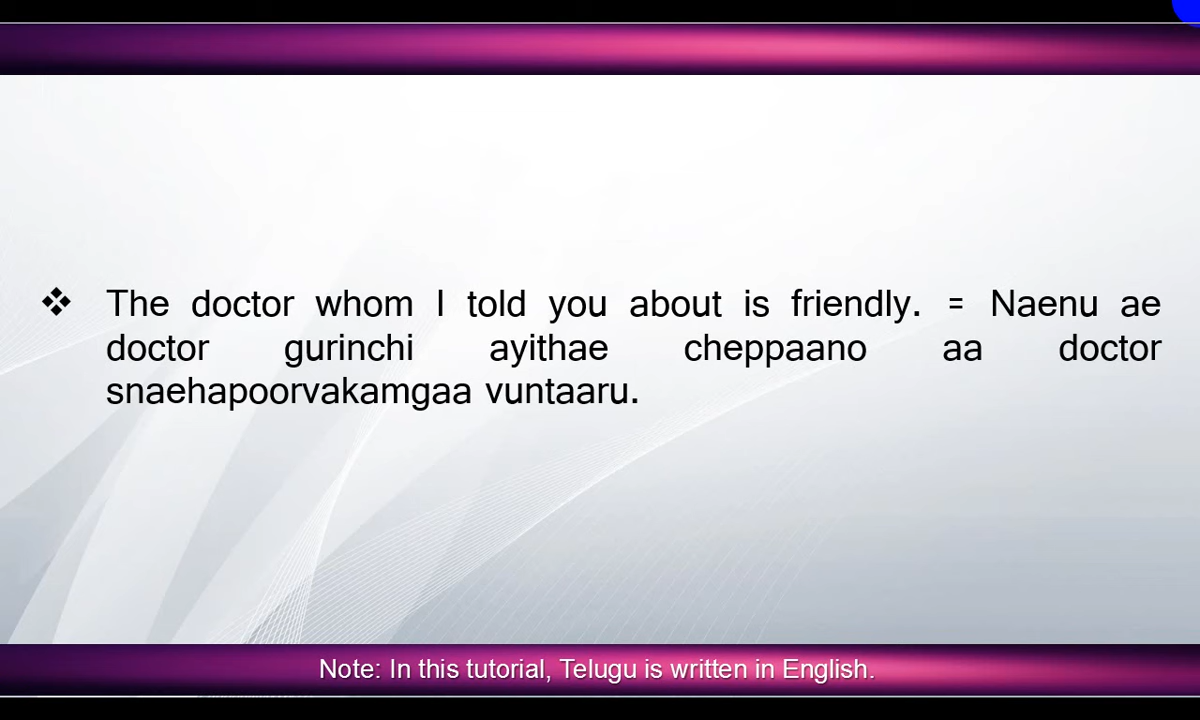 ❖ The doctor whom I told you about is friendly. = Naenu ae
doctor gurinchi ayithae cheppaano aa doctor
snaehapoorvakamgaa vuntaaru.
Note: In this tutorial, Telugu is written in English.